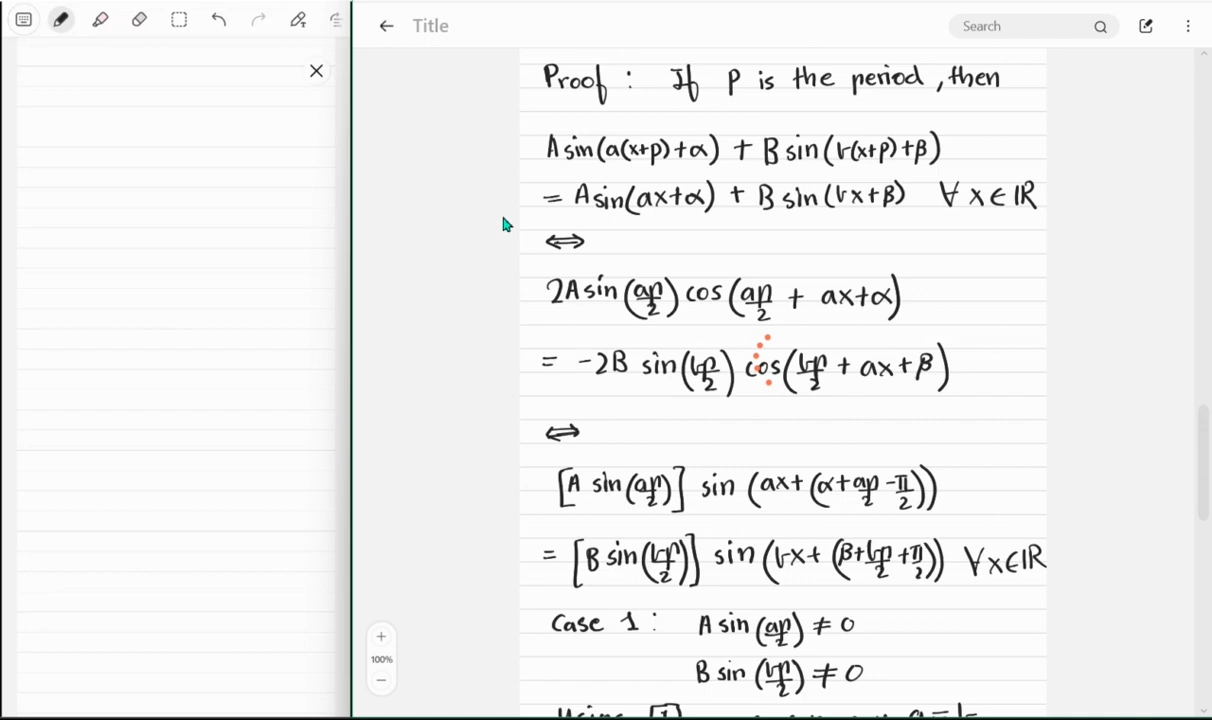 Title
Search
Proof : If p is the period, then
A sin(a(x+p)+α) + B sin(b(x+p)+β)
= A sin(ax+α) + B sin(bx+β) ∀ x ∈ ℝ
⟺
2A sin(ap/2) cos(ap/2 + ax+α)
= -2B sin(bp/2) cos(bp/2 + ax+β)
⟺
[A sin(ap/2)] sin (ax+(α+ap/2-π/2))
= [B sin(bp/2)] sin (bx+(β+bp/2+π/2)) ∀x∈ℝ
Case 1 : A sin(ap/2) ≠ 0
B sin(bp/2) ≠ 0
100%